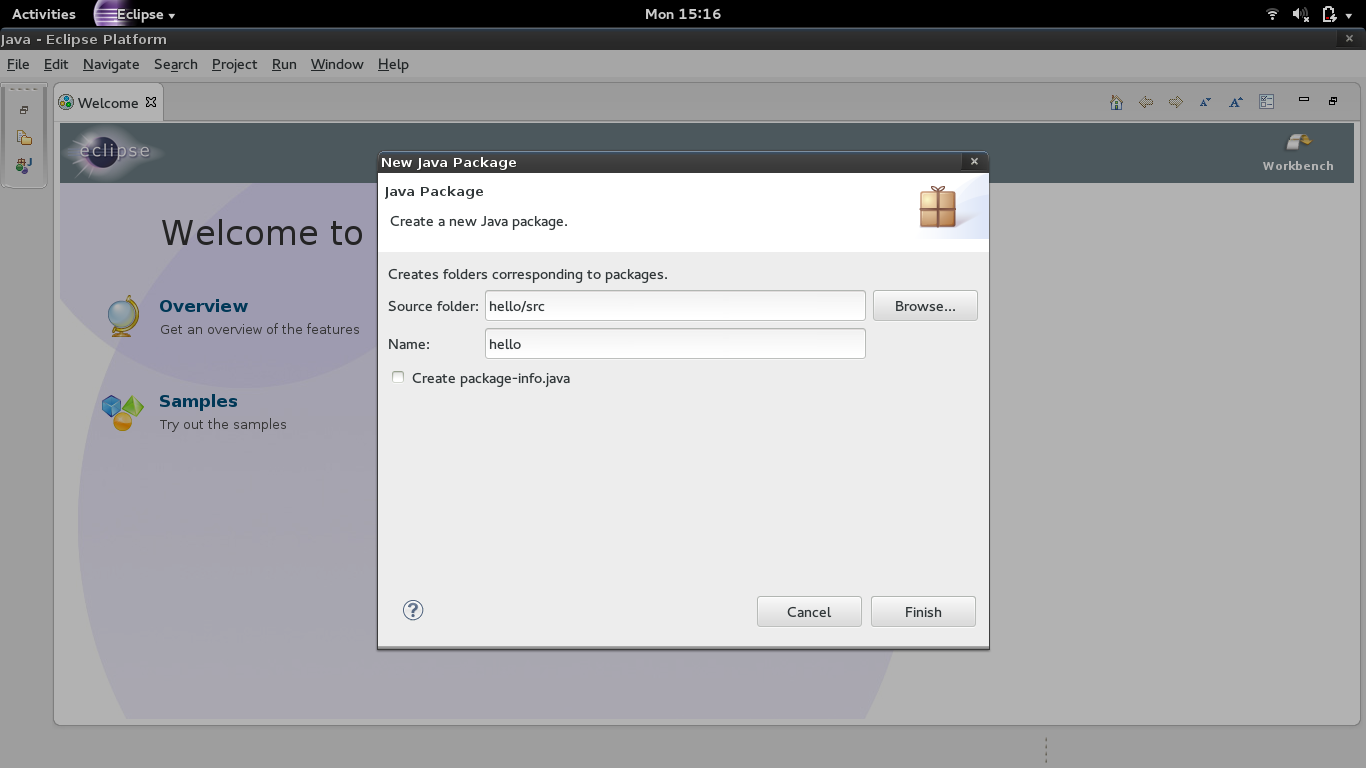 Activities Eclipse Mon 15:16
Java - Eclipse Platform
File Edit Navigate Search Project Run Window Help
Welcome
eclipse
Workbench
Welcome to
Overview
Get an overview of the features
Samples
Try out the samples
New Java Package
Java Package
Create a new Java package.
Creates folders corresponding to packages.
Source folder: hello/src Browse...
Name: hello
Create package-info.java
? Cancel Finish